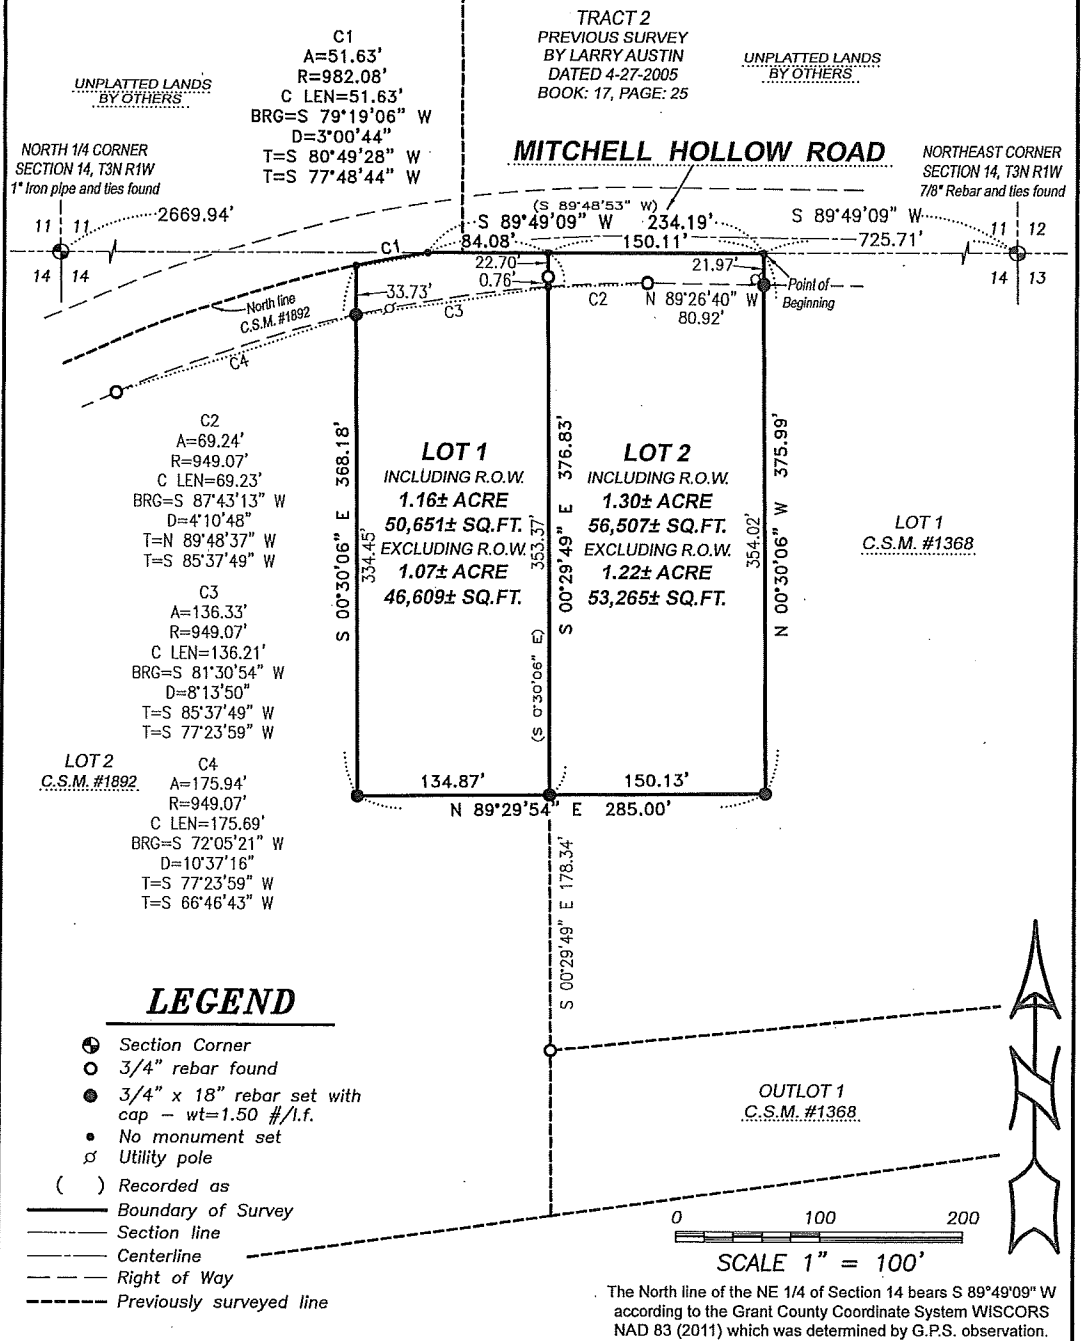 TRACT 2
PREVIOUS SURVEY
BY LARRY AUSTIN
DATED 4-27-2005
BOOK: 17, PAGE: 25
C1
A=51.63'
R=982.08'
C LEN=51.63'
BRG=S 79°19'06" W
D=3°00'44"
T=S 80°49'28" W
T=S 77°48'44" W
UNPLATTED LANDS
BY OTHERS
UNPLATTED LANDS
BY OTHERS
MITCHELL HOLLOW ROAD
NORTH 1/4 CORNER
SECTION 14, T3N R1W
1" Iron pipe and ties found
NORTHEAST CORNER
SECTION 14, T3N R1W
7/8" Rebar and ties found
11 11
14 14
2669.94'
(S 89°48'53" W)
S 89°49'09" W 234.19'
S 89°49'09" W
725.71'
11 12
14 13
C1
84.08'
150.11'
22.70'
0.76'
21.97'
33.73'
C2
C3
C4
N 89°26'40" W
80.92'
Point of
Beginning
North line
C.S.M. #1892
C2
A=69.24'
R=949.07'
C LEN=69.23'
BRG=S 87°43'13" W
D=4°10'48"
T=N 89°48'37" W
T=S 85°37'49" W
C3
A=136.33'
R=949.07'
C LEN=136.21'
BRG=S 81°30'54" W
D=8°13'50"
T=S 85°37'49" W
T=S 77°23'59" W
C4
A=175.94'
R=949.07'
C LEN=175.69'
BRG=S 72°05'21" W
D=10°37'16"
T=S 77°23'59" W
T=S 66°46'43" W
LOT 2
C.S.M. #1892
S 00°30'06" E 368.18'
334.45'
LOT 1
INCLUDING R.O.W.
1.16± ACRE
50,651± SQ.FT.
EXCLUDING R.O.W.
1.07± ACRE
46,609± SQ.FT.
353.37'
(S 0°30'06" E)
S 00°29'49" E 376.83'
LOT 2
INCLUDING R.O.W.
1.30± ACRE
56,507± SQ.FT.
EXCLUDING R.O.W.
1.22± ACRE
53,265± SQ.FT.
354.02'
N 00°30'06" W 375.99'
LOT 1
C.S.M. #1368
134.87'
150.13'
N 89°29'54" E 285.00'
S 00°29'49" E 178.34'
OUTLOT 1
C.S.M. #1368
LEGEND
Section Corner
3/4" rebar found
3/4" x 18" rebar set with
cap - wt=1.50 #/l.f.
No monument set
Utility pole
( ) Recorded as
Boundary of Survey
Section line
Centerline
Right of Way
Previously surveyed line
N
0 100 200
SCALE 1" = 100'
The North line of the NE 1/4 of Section 14 bears S 89°49'09" W
according to the Grant County Coordinate System WISCORS
NAD 83 (2011) which was determined by G.P.S. observation.